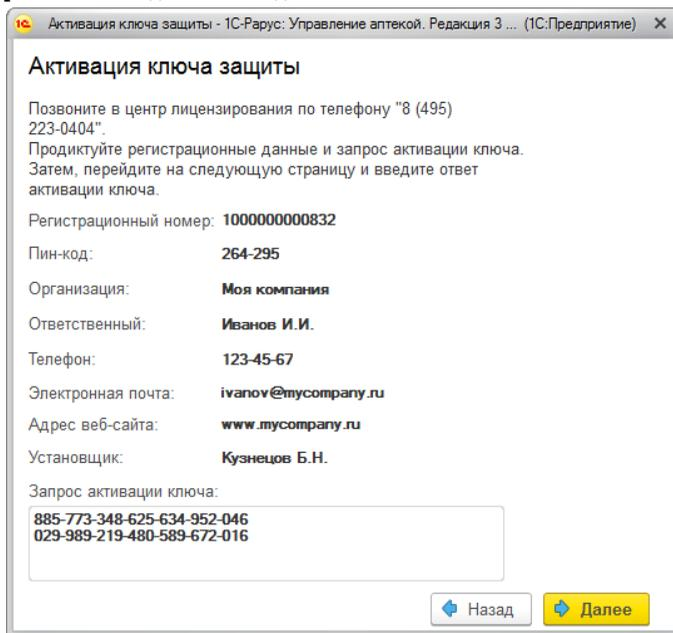 Активация ключа защиты - 1С-Рарус: Управление аптекой. Редакция 3 ... (1С:Предприятие)
Активация ключа защиты
Позвоните в центр лицензирования по телефону "8 (495)
223-0404".
Продиктуйте регистрационные данные и запрос активации ключа.
Затем, перейдите на следующую страницу и введите ответ
активации ключа.
Регистрационный номер: 1000000000832
Пин-код: 264-295
Организация: Моя компания
Ответственный: Иванов И.И.
Телефон: 123-45-67
Электронная почта: ivanov@mycompany.ru
Адрес веб-сайта: www.mycompany.ru
Установщик: Кузнецов Б.Н.
Запрос активации ключа:
885-773-348-625-634-952-046
029-989-219-480-589-672-016
Назад Далее